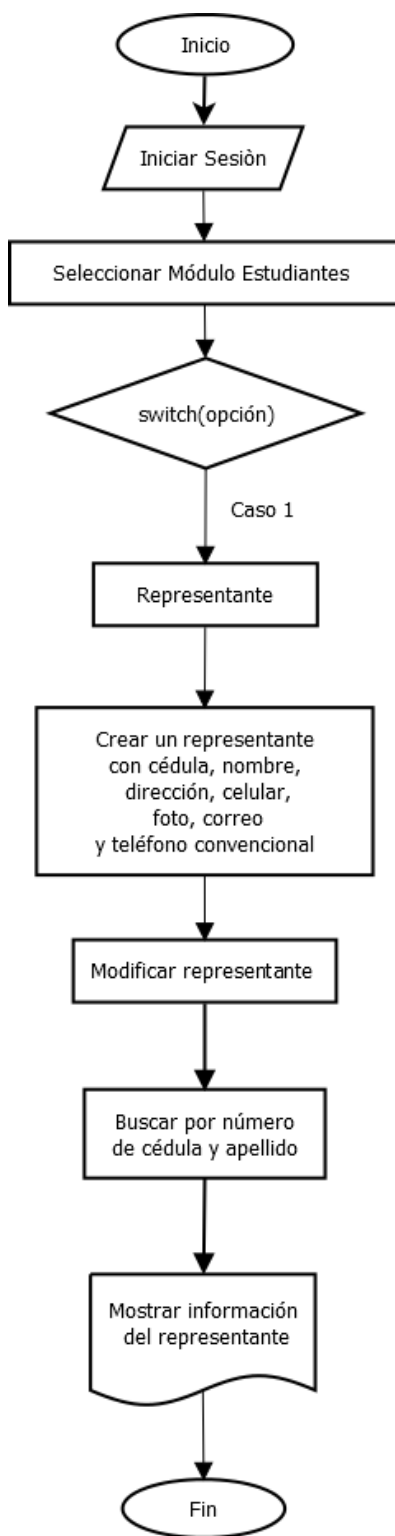 Inicio
Iniciar Sesiòn
Seleccionar Módulo Estudiantes
switch(opción)
Caso 1
Representante
Crear un representante
con cédula, nombre,
dirección, celular,
foto, correo
y teléfono convencional
Modificar representante
Buscar por número
de cédula y apellido
Mostrar información
del representante
Fin